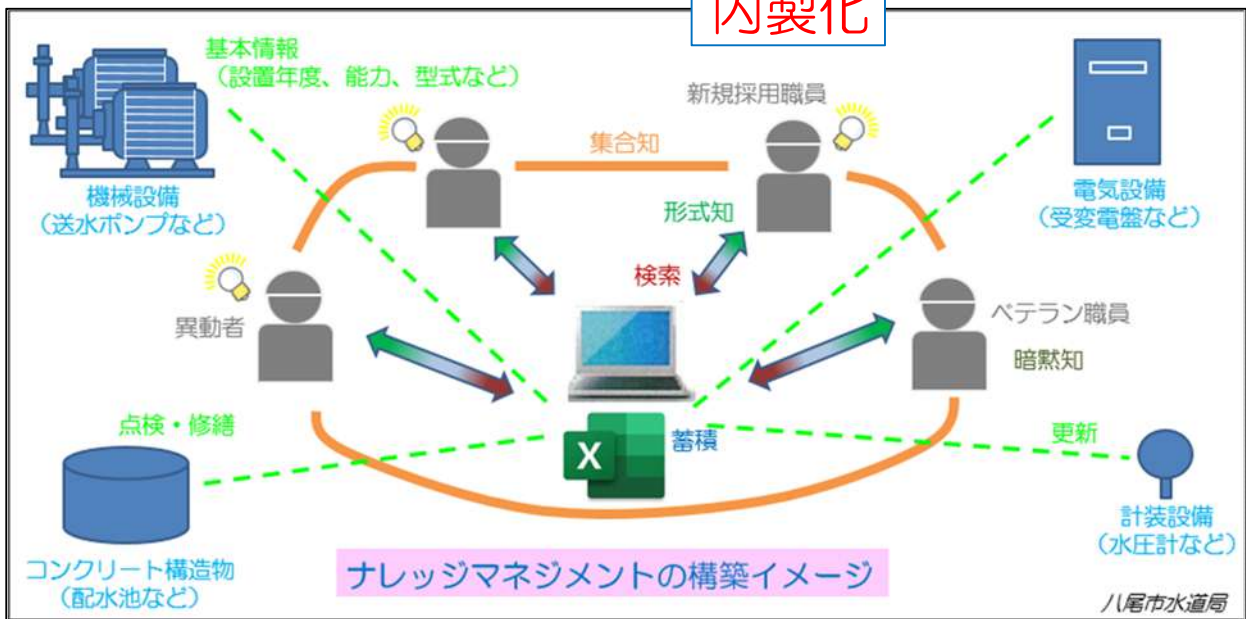 内製化
基本情報
（設置年度、能力、型式など）
新規採用職員
集合知
機械設備
（送水ポンプなど）
電気設備
（受変電盤など）
形式知
検索
異動者
ベテラン職員
暗黙知
点検・修繕
X
蓄積
更新
コンクリート構造物
（配水池など）
計装設備
（水圧計など）
ナレッジマネジメントの構築イメージ
八尾市水道局